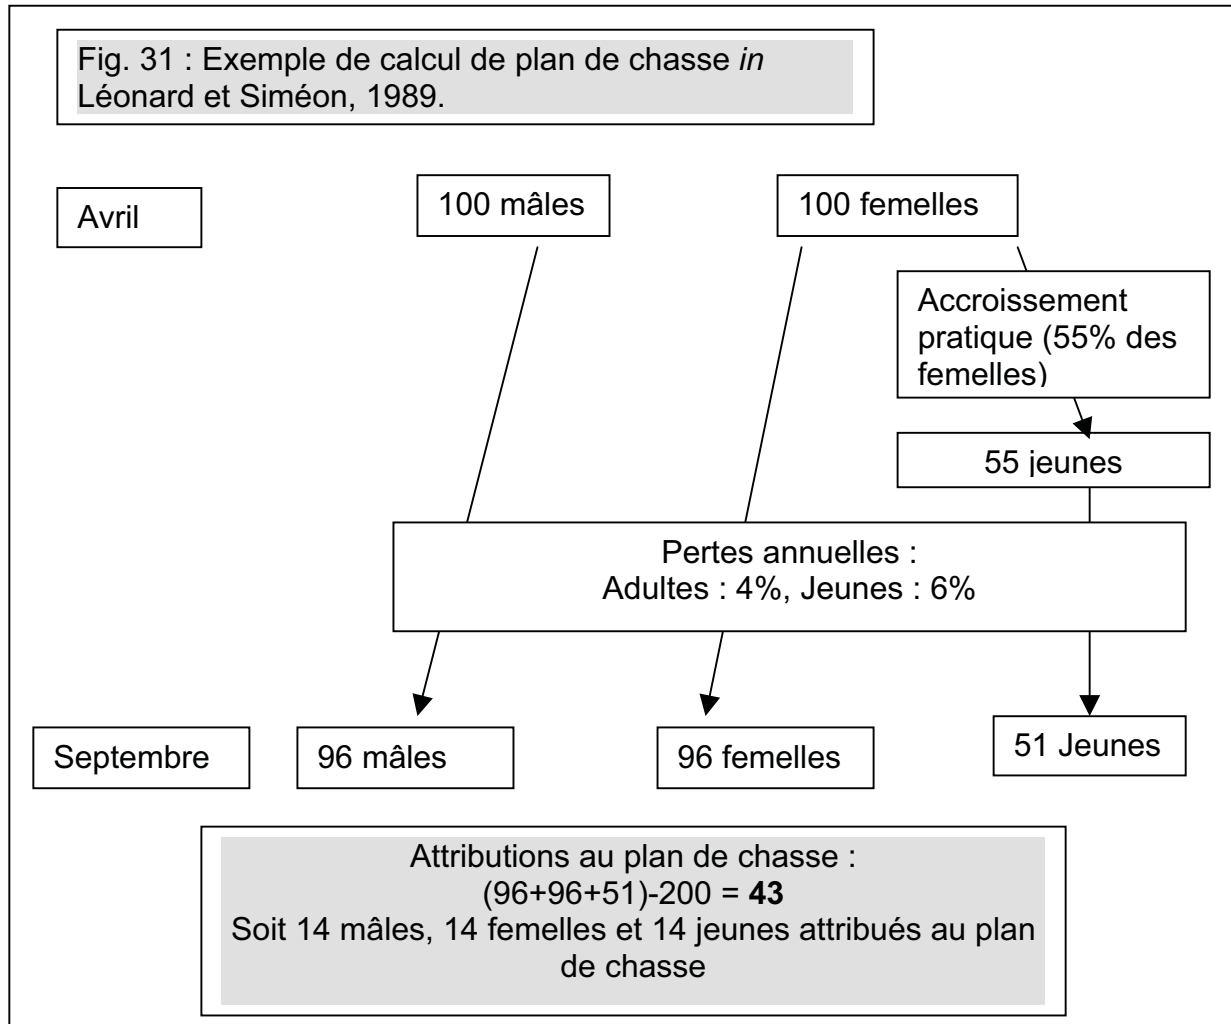 Fig. 31 : Exemple de calcul de plan de chasse in
Léonard et Siméon, 1989.
Avril
100 mâles
100 femelles
Accroissement
pratique (55% des
femelles)
55 jeunes
Pertes annuelles :
Adultes : 4%, Jeunes : 6%
Septembre
96 mâles
96 femelles
51 Jeunes
Attributions au plan de chasse :
(96+96+51)-200 = 43
Soit 14 mâles, 14 femelles et 14 jeunes attribués au plan
de chasse